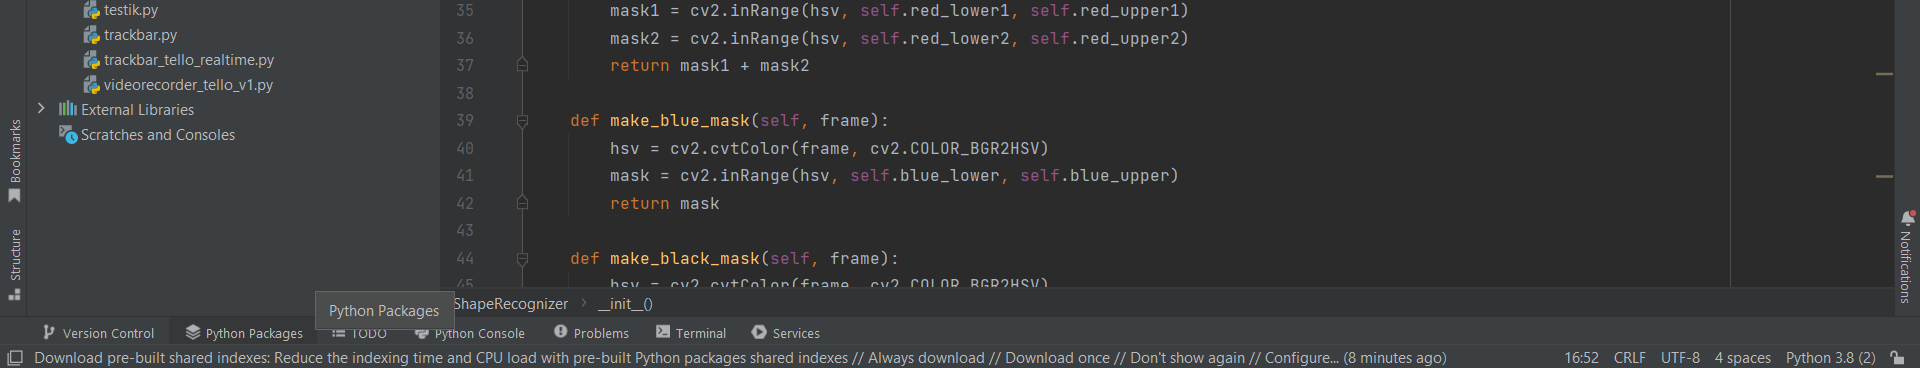 testik.py
trackbar.py
trackbar_tello_realtime.py
videorecorder_tello_v1.py
External Libraries
Scratches and Consoles
Bookmarks
Structure
35 mask1 = cv2.inRange(hsv, self.red_lower1, self.red_upper1)
36 mask2 = cv2.inRange(hsv, self.red_lower2, self.red_upper2)
37 return mask1 + mask2
38
39 def make_blue_mask(self, frame):
40 hsv = cv2.cvtColor(frame, cv2.COLOR_BGR2HSV)
41 mask = cv2.inRange(hsv, self.blue_lower, self.blue_upper)
42 return mask
43
44 def make_black_mask(self, frame):
45 hsv = cv2.cvtColor(frame, cv2.COLOR_BGR2HSV)
Notifications
Python Packages
ShapeRecognizer › __init__()
Version Control Python Packages TODO Python Console Problems Terminal Services
Download pre-built shared indexes: Reduce the indexing time and CPU load with pre-built Python packages shared indexes // Always download // Download once // Don't show again // Configure... (8 minutes ago) 16:52 CRLF UTF-8 4 spaces Python 3.8 (2)